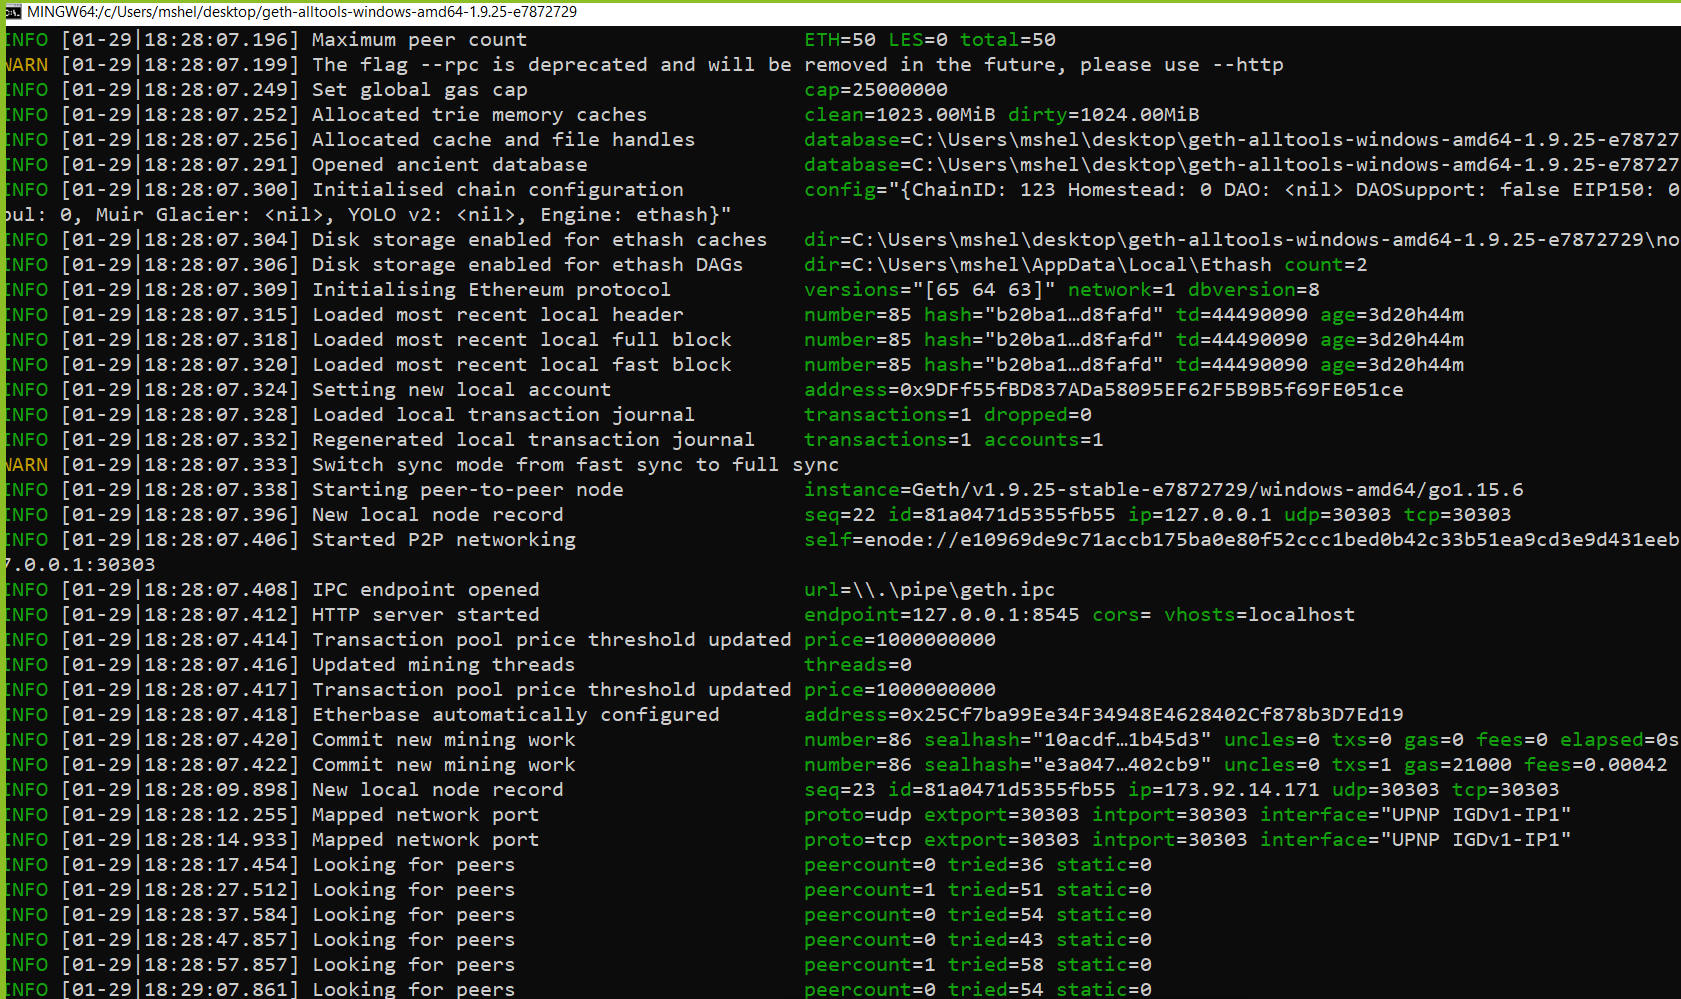 MINGW64:/c/Users/mshel/desktop/geth-alltools-windows-amd64-1.9.25-e7872729
INFO [01-29|18:28:07.196] Maximum peer count ETH=50 LES=0 total=50
WARN [01-29|18:28:07.199] The flag --rpc is deprecated and will be removed in the future, please use --http
INFO [01-29|18:28:07.249] Set global gas cap cap=25000000
INFO [01-29|18:28:07.252] Allocated trie memory caches clean=1023.00MiB dirty=1024.00MiB
INFO [01-29|18:28:07.256] Allocated cache and file handles database=C:\Users\mshel\desktop\geth-alltools-windows-amd64-1.9.25-e78727
INFO [01-29|18:28:07.291] Opened ancient database database=C:\Users\mshel\desktop\geth-alltools-windows-amd64-1.9.25-e78727
INFO [01-29|18:28:07.300] Initialised chain configuration config="{ChainID: 123 Homestead: 0 DAO: <nil> DAOSupport: false EIP150: 0
bul: 0, Muir Glacier: <nil>, YOLO v2: <nil>, Engine: ethash}"
INFO [01-29|18:28:07.304] Disk storage enabled for ethash caches dir=C:\Users\mshel\desktop\geth-alltools-windows-amd64-1.9.25-e7872729\no
INFO [01-29|18:28:07.306] Disk storage enabled for ethash DAGs dir=C:\Users\mshel\AppData\Local\Ethash count=2
INFO [01-29|18:28:07.309] Initialising Ethereum protocol versions="[65 64 63]" network=1 dbversion=8
INFO [01-29|18:28:07.315] Loaded most recent local header number=85 hash="b20ba1…d8fafd" td=44490090 age=3d20h44m
INFO [01-29|18:28:07.318] Loaded most recent local full block number=85 hash="b20ba1…d8fafd" td=44490090 age=3d20h44m
INFO [01-29|18:28:07.320] Loaded most recent local fast block number=85 hash="b20ba1…d8fafd" td=44490090 age=3d20h44m
INFO [01-29|18:28:07.324] Setting new local account address=0x9DFf55fBD837ADa58095EF62F5B9B5f69FE051ce
INFO [01-29|18:28:07.328] Loaded local transaction journal transactions=1 dropped=0
INFO [01-29|18:28:07.332] Regenerated local transaction journal transactions=1 accounts=1
WARN [01-29|18:28:07.333] Switch sync mode from fast sync to full sync
INFO [01-29|18:28:07.338] Starting peer-to-peer node instance=Geth/v1.9.25-stable-e7872729/windows-amd64/go1.15.6
INFO [01-29|18:28:07.396] New local node record seq=22 id=81a0471d5355fb55 ip=127.0.0.1 udp=30303 tcp=30303
INFO [01-29|18:28:07.406] Started P2P networking self=enode://e10969de9c71accb175ba0e80f52ccc1bed0b42c33b51ea9cd3e9d431eeb
7.0.0.1:30303
INFO [01-29|18:28:07.408] IPC endpoint opened url=\\.\pipe\geth.ipc
INFO [01-29|18:28:07.412] HTTP server started endpoint=127.0.0.1:8545 cors= vhosts=localhost
INFO [01-29|18:28:07.414] Transaction pool price threshold updated price=1000000000
INFO [01-29|18:28:07.416] Updated mining threads threads=0
INFO [01-29|18:28:07.417] Transaction pool price threshold updated price=1000000000
INFO [01-29|18:28:07.418] Etherbase automatically configured address=0x25Cf7ba99Ee34F34948E4628402Cf878b3D7Ed19
INFO [01-29|18:28:07.420] Commit new mining work number=86 sealhash="10acdf…1b45d3" uncles=0 txs=0 gas=0 fees=0 elapsed=0s
INFO [01-29|18:28:07.422] Commit new mining work number=86 sealhash="e3a047…402cb9" uncles=0 txs=1 gas=21000 fees=0.00042
INFO [01-29|18:28:09.898] New local node record seq=23 id=81a0471d5355fb55 ip=173.92.14.171 udp=30303 tcp=30303
INFO [01-29|18:28:12.255] Mapped network port proto=udp extport=30303 intport=30303 interface="UPNP IGDv1-IP1"
INFO [01-29|18:28:14.933] Mapped network port proto=tcp extport=30303 intport=30303 interface="UPNP IGDv1-IP1"
INFO [01-29|18:28:17.454] Looking for peers peercount=0 tried=36 static=0
INFO [01-29|18:28:27.512] Looking for peers peercount=1 tried=51 static=0
INFO [01-29|18:28:37.584] Looking for peers peercount=0 tried=54 static=0
INFO [01-29|18:28:47.857] Looking for peers peercount=0 tried=43 static=0
INFO [01-29|18:28:57.857] Looking for peers peercount=1 tried=58 static=0
INFO [01-29|18:29:07.861] Looking for peers peercount=0 tried=54 static=0